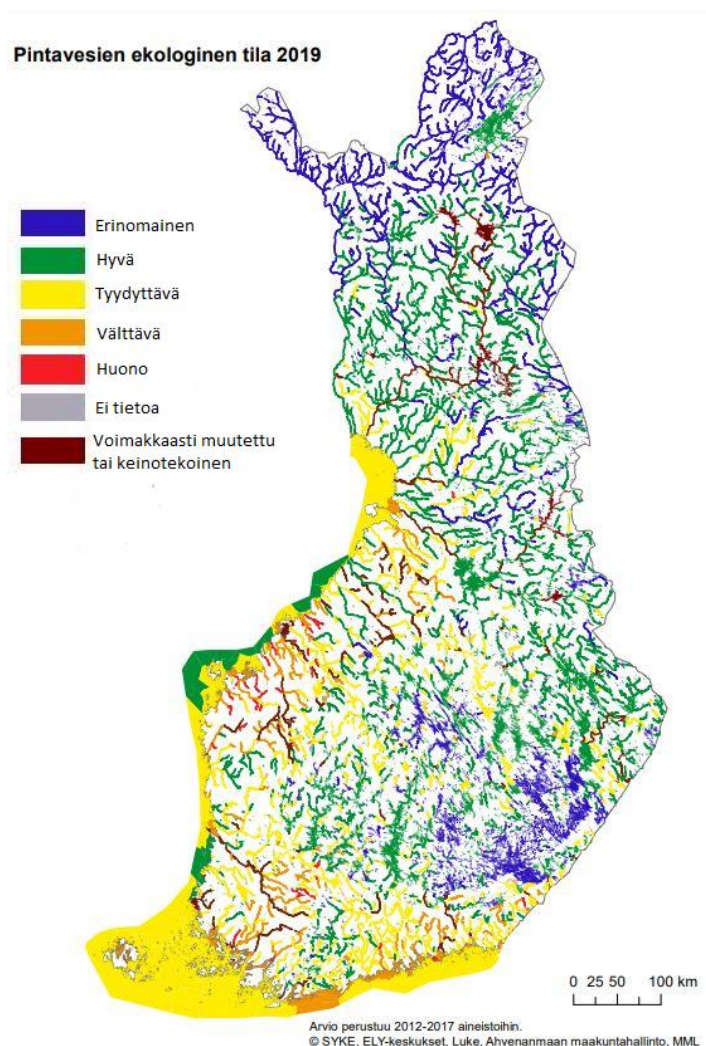 Pintavesien ekologinen tila 2019
Erinomainen
Hyvä
Tyydyttävä
Välttävä
Huono
Ei tietoa
Voimakkaasti muutettu
tai keinotekoinen
0 25 50 100 km
Arvio perustuu 2012-2017 aineistoihin.
© SYKE, ELY-keskukset, Luke, Ahvenanmaan maakuntahallinto, MML